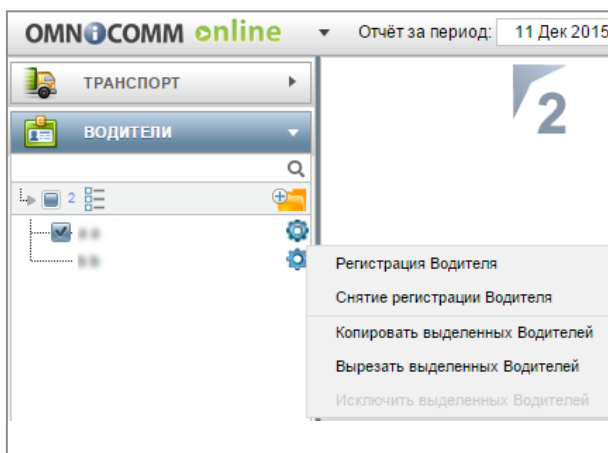 OMNICOMM online
Отчёт за период: 11 Дек 2015
ТРАНСПОРТ
2
ВОДИТЕЛИ
2
Регистрация Водителя
Снятие регистрации Водителя
Копировать выделенных Водителей
Вырезать выделенных Водителей
Исключить выделенных Водителей